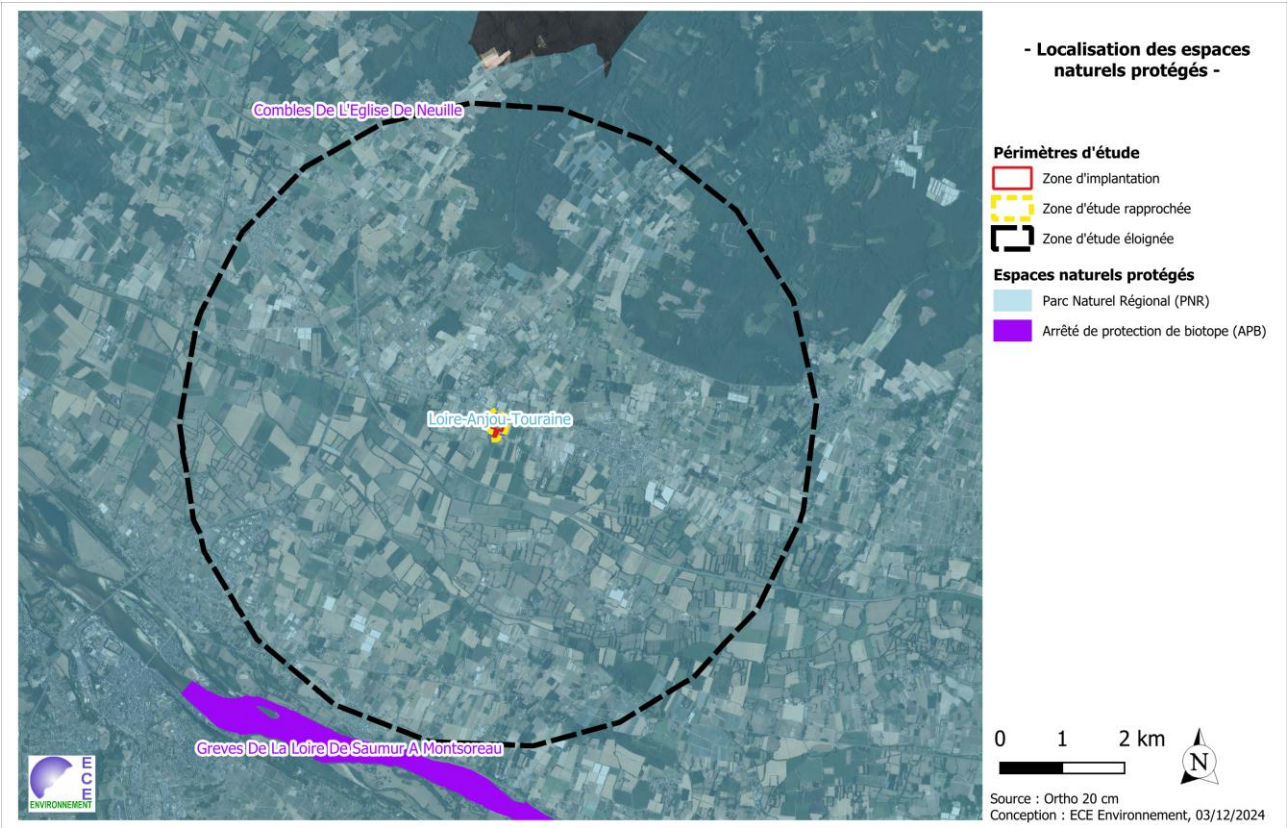 - Localisation des espaces
naturels protégés -
Combles De L'Eglise De Neuille
Périmètres d'étude
Zone d'implantation
Zone d'étude rapprochée
Zone d'étude éloignée
Espaces naturels protégés
Parc Naturel Régional (PNR)
Arrêté de protection de biotope (APB)
Loire-Anjou-Touraine
Greves De La Loire De Saumur A Montsoreau
0 1 2 km
N
ECE
ENVIRONNEMENT
Source : Ortho 20 cm
Conception : ECE Environnement, 03/12/2024